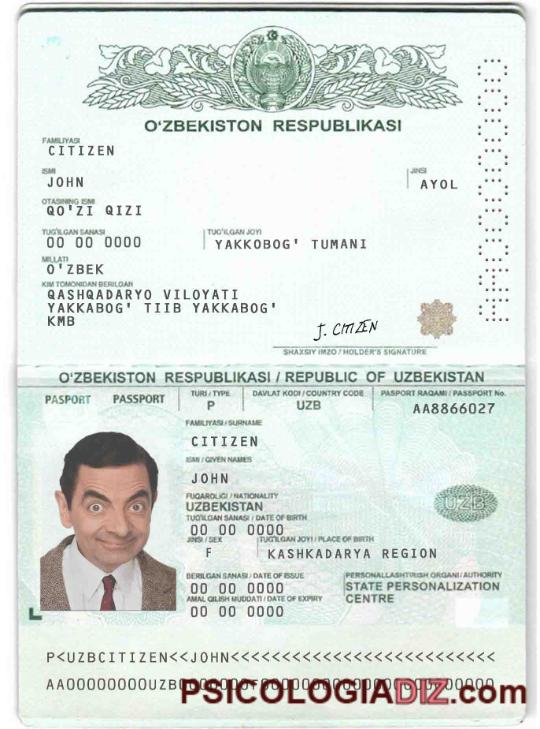 O'ZBEKISTON RESPUBLIKASI
FAMILIYASI
CITIZEN
ISMI
JINSI
JOHN
AYOL
OTASINING ISMI
QO'ZI QIZI
TUG'ILGAN SANASI
TUG'ILGAN JOYI
00 00 0000
YAKKOBOG' TUMANI
MILLATI
O'ZBEK
KIM TOMONIDAN BERILGAN
QASHQADARYO VILOYATI
YAKKABOG' TIIB YAKKABOG'
KMB
J. CITIZEN
SHAXSIY IMZO / HOLDER'S SIGNATURE
O'ZBEKISTON RESPUBLIKASI / REPUBLIC OF UZBEKISTAN
PASPORT PASSPORT
TURI / TYPE
DAVLAT KODI / COUNTRY CODE
PASPORT RAQAMI / PASSPORT No.
P
UZB
AA8866027
FAMILIYASI / SURNAME
CITIZEN
ISMI / GIVEN NAMES
JOHN
FUQAROLIGI / NATIONALITY
UZBEKISTAN
UZB
TUG'ILGAN SANASI / DATE OF BIRTH
00 00 0000
JINSI / SEX
TUG'ILGAN JOYI / PLACE OF BIRTH
F
KASHKADARYA REGION
BERILGAN SANASI / DATE OF ISSUE
PERSONALLASHTIRISH ORGANI / AUTHORITY
00 00 0000
STATE PERSONALIZATION
CENTRE
AMAL QILISH MUDDATI / DATE OF EXPIRY
00 00 0000
P<UZBCITIZEN<<JOHN<<<<<<<<<<<<<<<<<<<<<<<<<<
PSICOLOGIADIZ.com